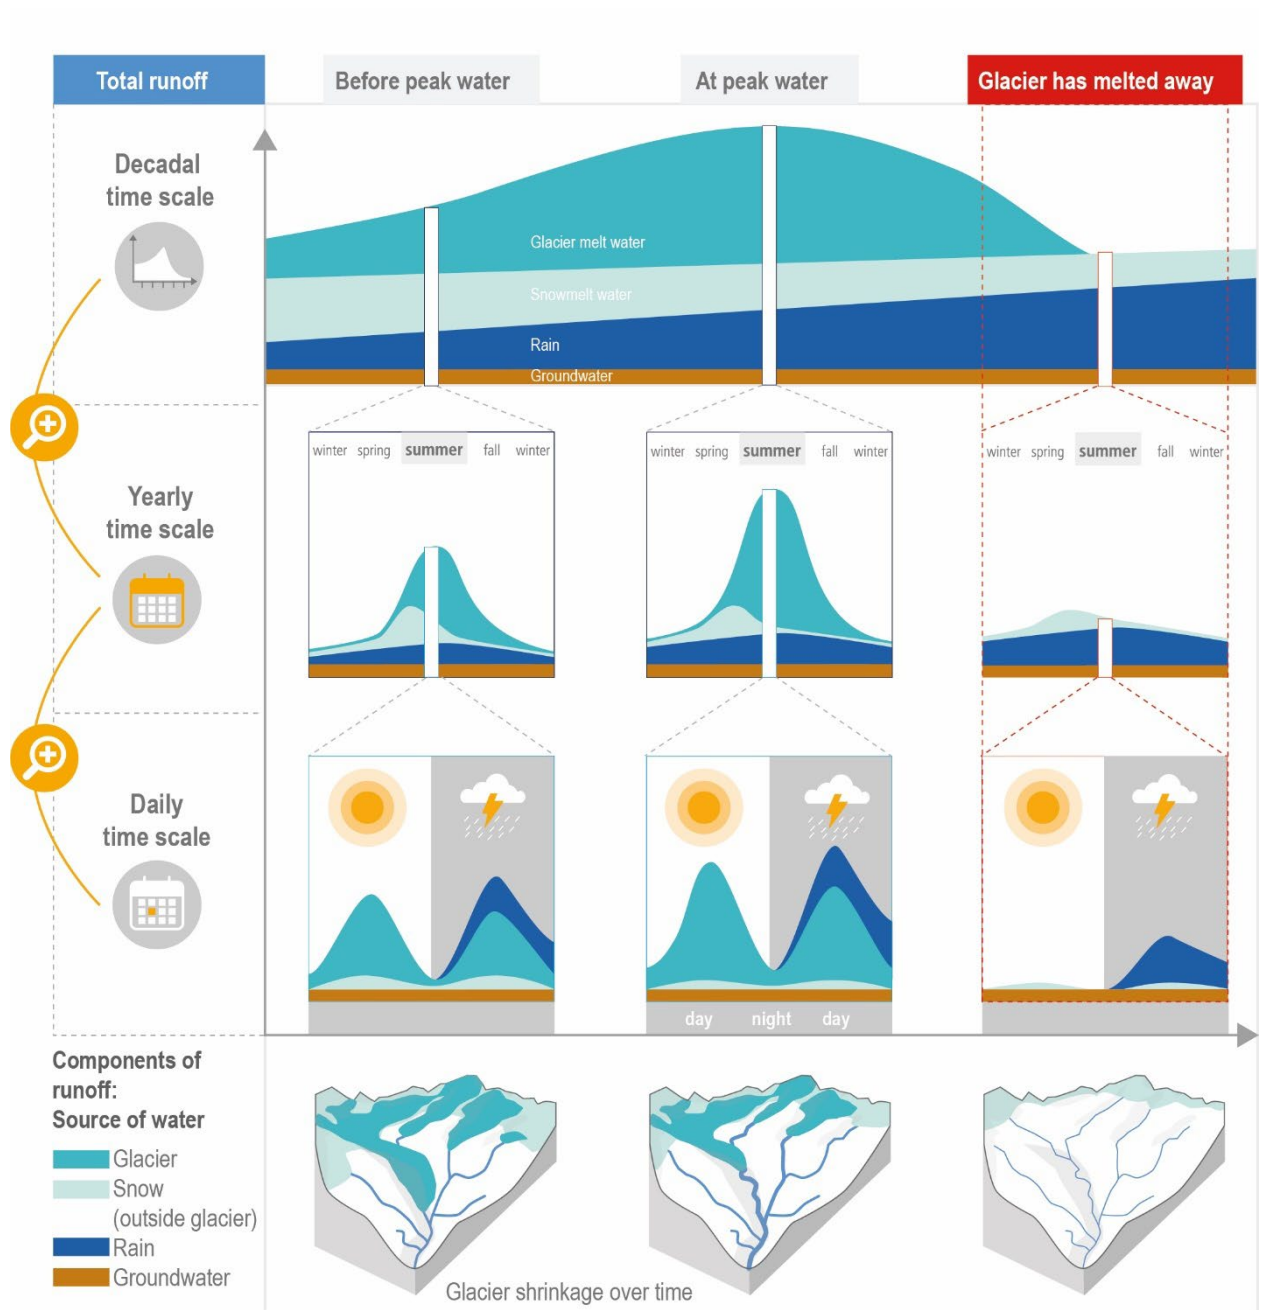 Total runoff
Before peak water
At peak water
Glacier has melted away
Decadal
time scale
Glacier melt water
Snowmelt water
Rain
Groundwater
Yearly
time scale
winter spring summer fall winter
winter spring summer fall winter
winter spring summer fall winter
Daily
time scale
day night day
Components of
runoff:
Source of water
Glacier
Snow
(outside glacier)
Rain
Groundwater
Glacier shrinkage over time